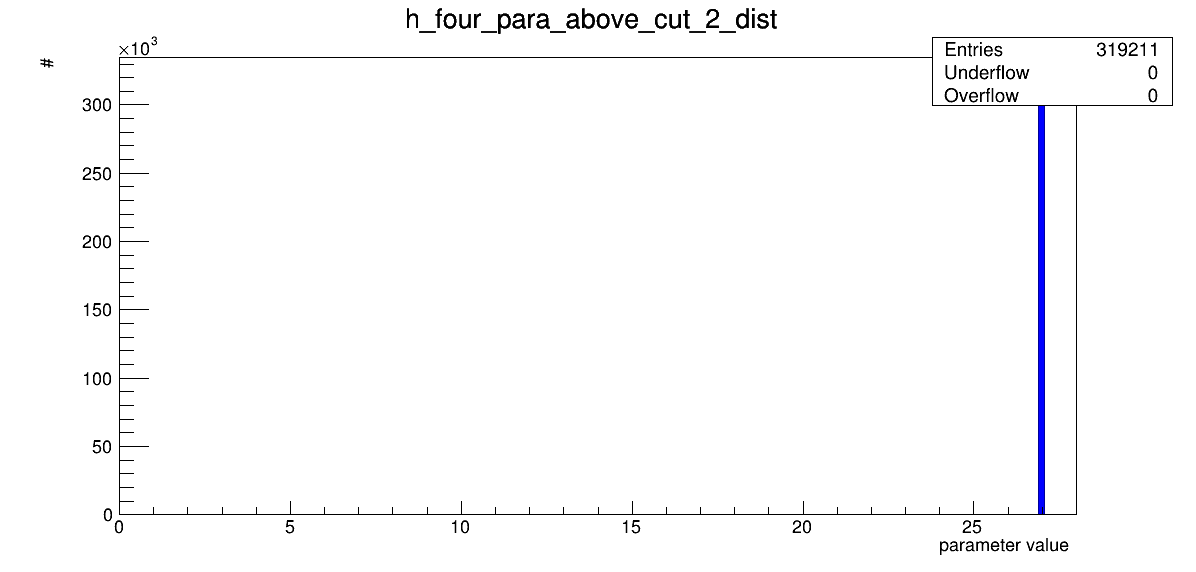 h_four_para_above_cut_2_dist
×10³
#
Entries 319211
Underflow 0
Overflow 0
300
250
200
150
100
50
0
0 5 10 15 20 25
parameter value